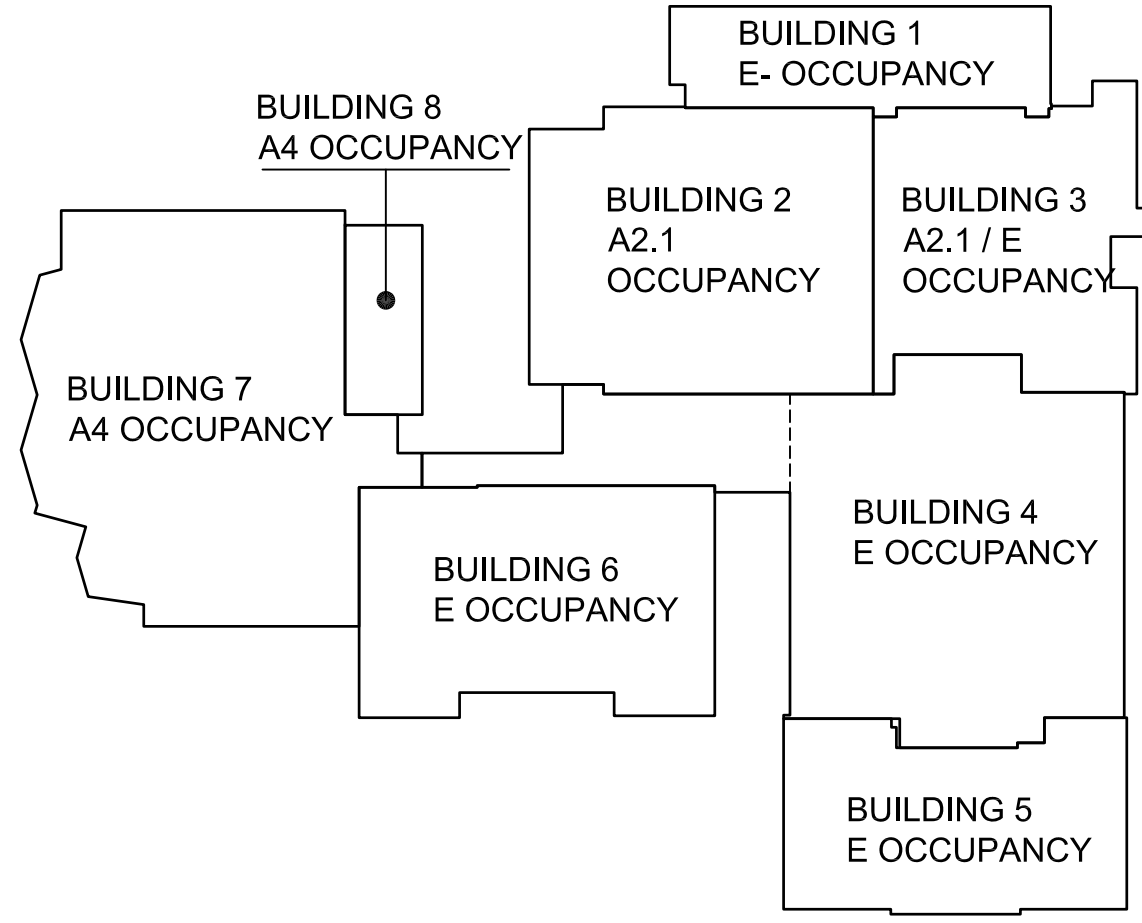 BUILDING 1
E- OCCUPANCY
BUILDING 8
A4 OCCUPANCY
BUILDING 2
A2.1
OCCUPANCY
BUILDING 3
A2.1 / E
OCCUPANCY
BUILDING 7
A4 OCCUPANCY
BUILDING 4
E OCCUPANCY
BUILDING 6
E OCCUPANCY
BUILDING 5
E OCCUPANCY